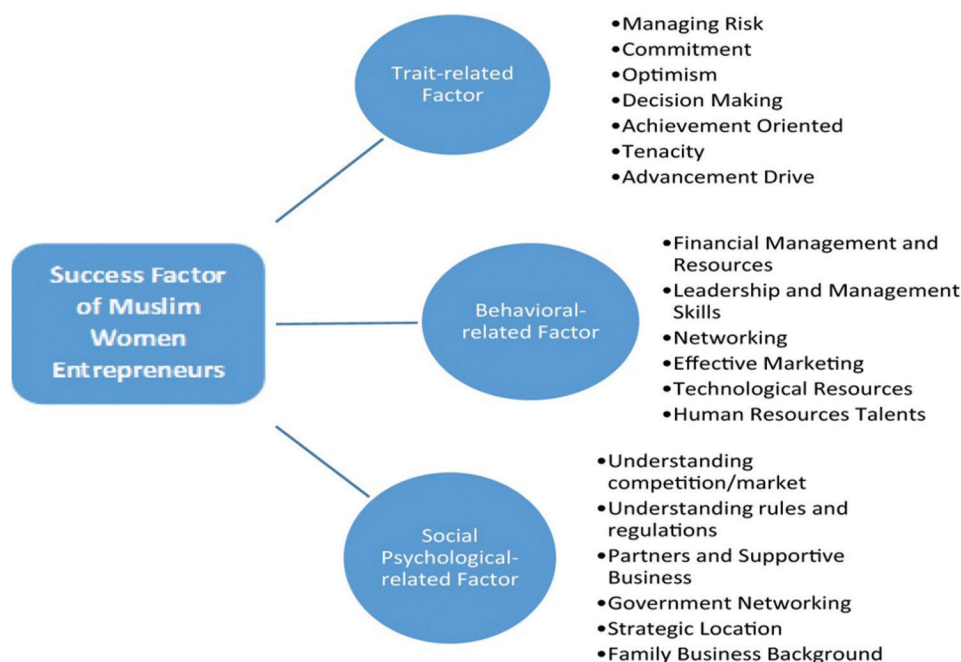 Success Factor
of Muslim
Women
Entrepreneurs
Trait-related
Factor
•Managing Risk
•Commitment
•Optimism
•Decision Making
•Achievement Oriented
•Tenacity
•Advancement Drive
Behavioral-
related Factor
•Financial Management and
Resources
•Leadership and Management
Skills
•Networking
•Effective Marketing
•Technological Resources
•Human Resources Talents
Social
Psychological-
related Factor
•Understanding
competition/market
•Understanding rules and
regulations
•Partners and Supportive
Business
•Government Networking
•Strategic Location
•Family Business Background